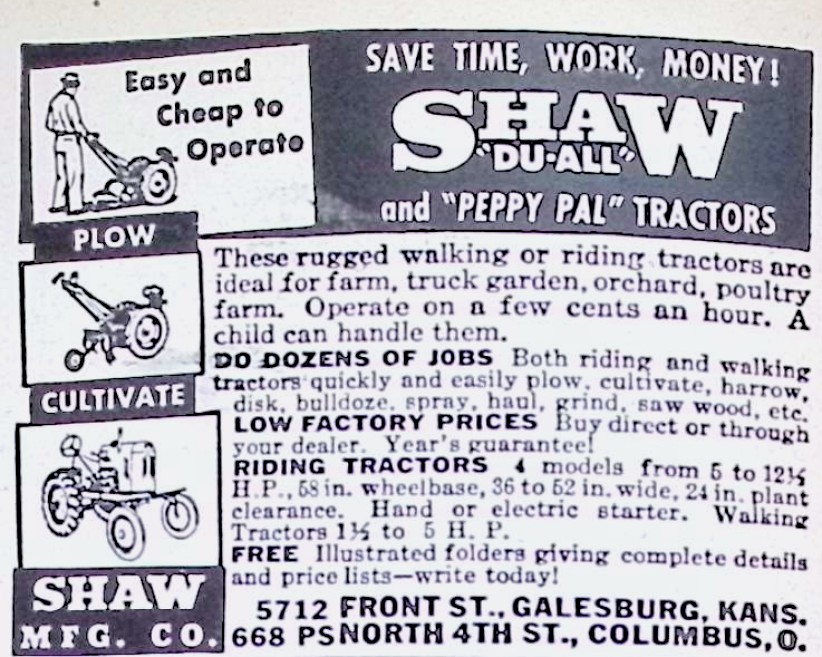 Easy and
Cheap to
Operate
SAVE TIME, WORK, MONEY!
SHAW
"DU-ALL"
and "PEPPY PAL" TRACTORS
PLOW
CULTIVATE
These rugged walking or riding tractors are
ideal for farm, truck garden, orchard, poultry
farm. Operate on a few cents an hour. A
child can handle them.
DO DOZENS OF JOBS Both riding and walking
tractors quickly and easily plow, cultivate, harrow,
disk, bulldoze, spray, haul, grind, saw wood, etc.
LOW FACTORY PRICES Buy direct or through
your dealer. Year's guarantee!
RIDING TRACTORS 4 models from 5 to 12½
H.P., 58 in. wheelbase, 36 to 52 in. wide, 24 in. plant
clearance. Hand or electric starter. Walking
Tractors 1½ to 5 H. P.
FREE Illustrated folders giving complete details
and price lists—write today!
SHAW
MFG. CO.
5712 FRONT ST., GALESBURG, KANS.
668 PS NORTH 4TH ST., COLUMBUS, O.